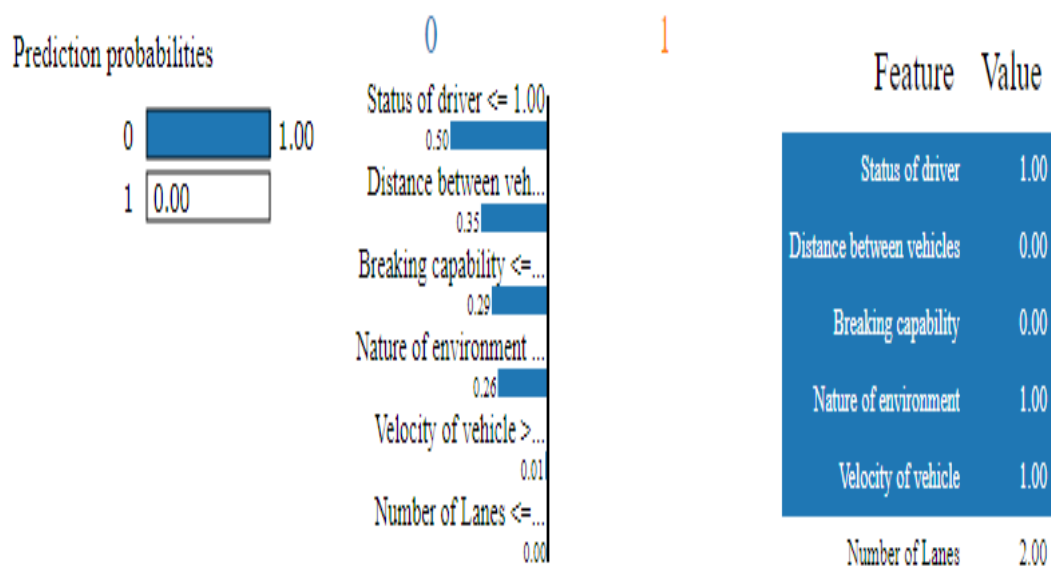 Prediction probabilities
0 1.00
1 0.00
0 1
Status of driver <= 1.00
0.50
Distance between veh...
0.35
Breaking capability <=...
0.29
Nature of environment ...
0.26
Velocity of vehicle >...
0.01
Number of Lanes <=...
0.00
Feature Value
Status of driver 1.00
Distance between vehicles 0.00
Breaking capability 0.00
Nature of environment 1.00
Velocity of vehicle 1.00
Number of Lanes 2.00